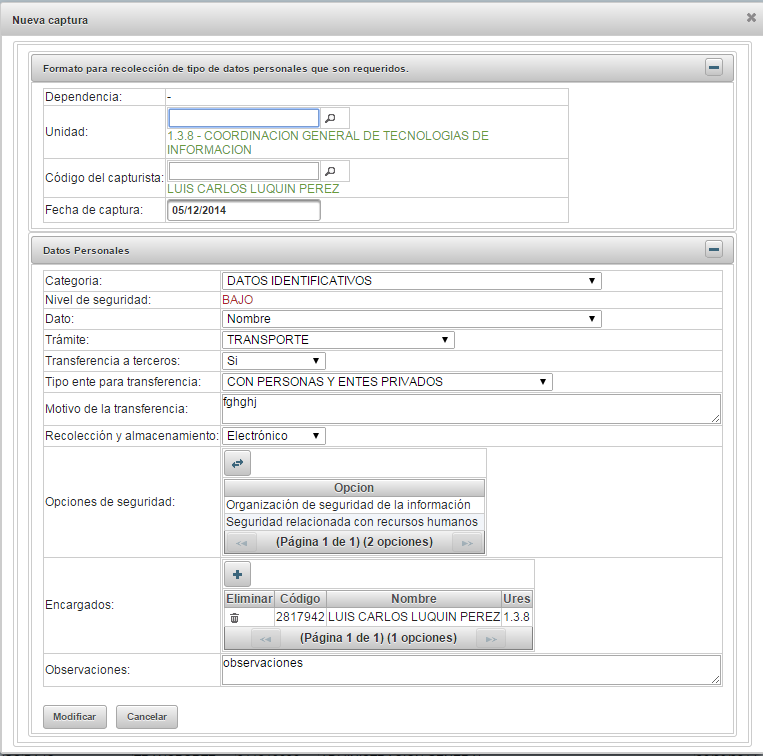 Nueva captura
Formato para recolección de tipo de datos personales que son requeridos.
Dependencia: -
Unidad:
1.3.8 - COORDINACION GENERAL DE TECNOLOGIAS DE
INFORMACION
Código del capturista:
LUIS CARLOS LUQUIN PEREZ
Fecha de captura: 05/12/2014
Datos Personales
Categoria: DATOS IDENTIFICATIVOS
Nivel de seguridad: BAJO
Dato: Nombre
Trámite: TRANSPORTE
Transferencia a terceros: Si
Tipo ente para transferencia: CON PERSONAS Y ENTES PRIVADOS
Motivo de la transferencia: fghghj
Recolección y almacenamiento: Electrónico
Opciones de seguridad:
Opcion
Organización de seguridad de la información
Seguridad relacionada con recursos humanos
(Página 1 de 1) (2 opciones)
Encargados:
Eliminar Código Nombre Ures
2817942 LUIS CARLOS LUQUIN PEREZ 1.3.8
(Página 1 de 1) (1 opciones)
Observaciones: observaciones
Modificar Cancelar